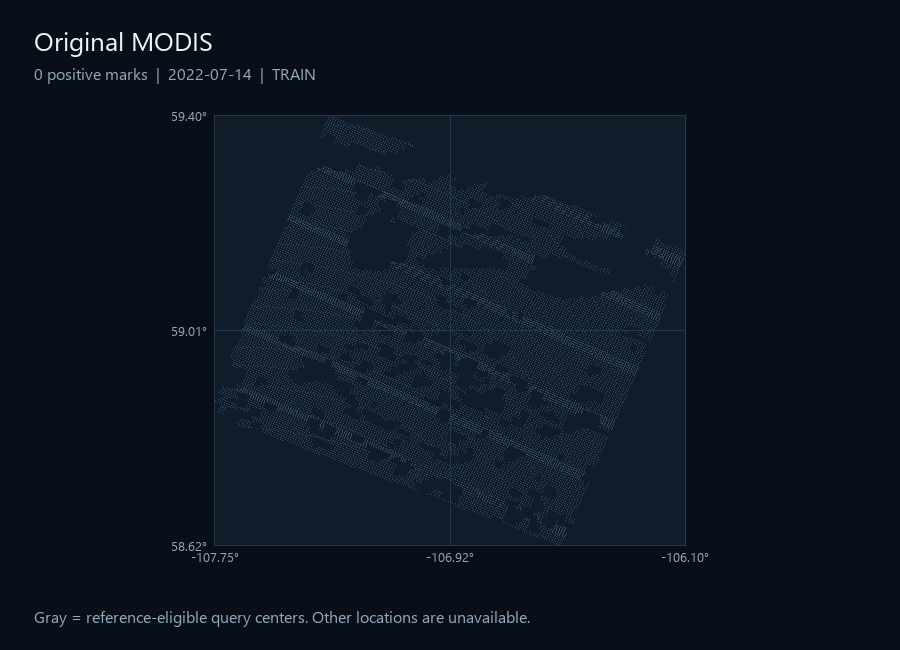 Original MODIS
0 positive marks | 2022-07-14 | TRAIN
59.40°
59.01°
58.62°
-107.75°
-106.92°
-106.10°
Gray = reference-eligible query centers. Other locations are unavailable.